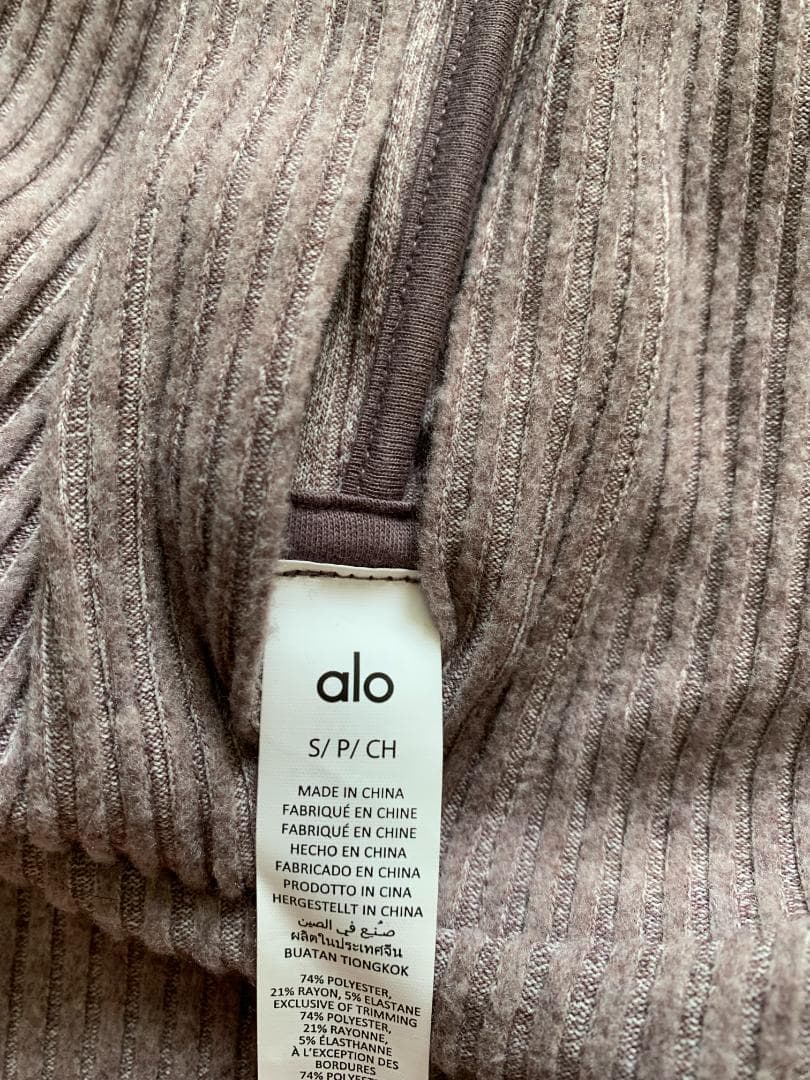 alo
S/ P/ CH
MADE IN CHINA
FABRIQUÉ EN CHINE
FABRIQUÉ EN CHINE
HECHO EN CHINA
FABRICADO EN CHINA
PRODOTTO IN CINA
HERGESTELLT IN CHINA
صُنِع في الصين
ผลิตในประเทศจีน
BUATAN TIONGKOK
74% POLYESTER,
21% RAYON, 5% ELASTANE
EXCLUSIVE OF TRIMMING
74% POLYESTER,
21% RAYONNE,
5% ÉLASTHANNE
À L'EXCEPTION DES
BORDURES
74%